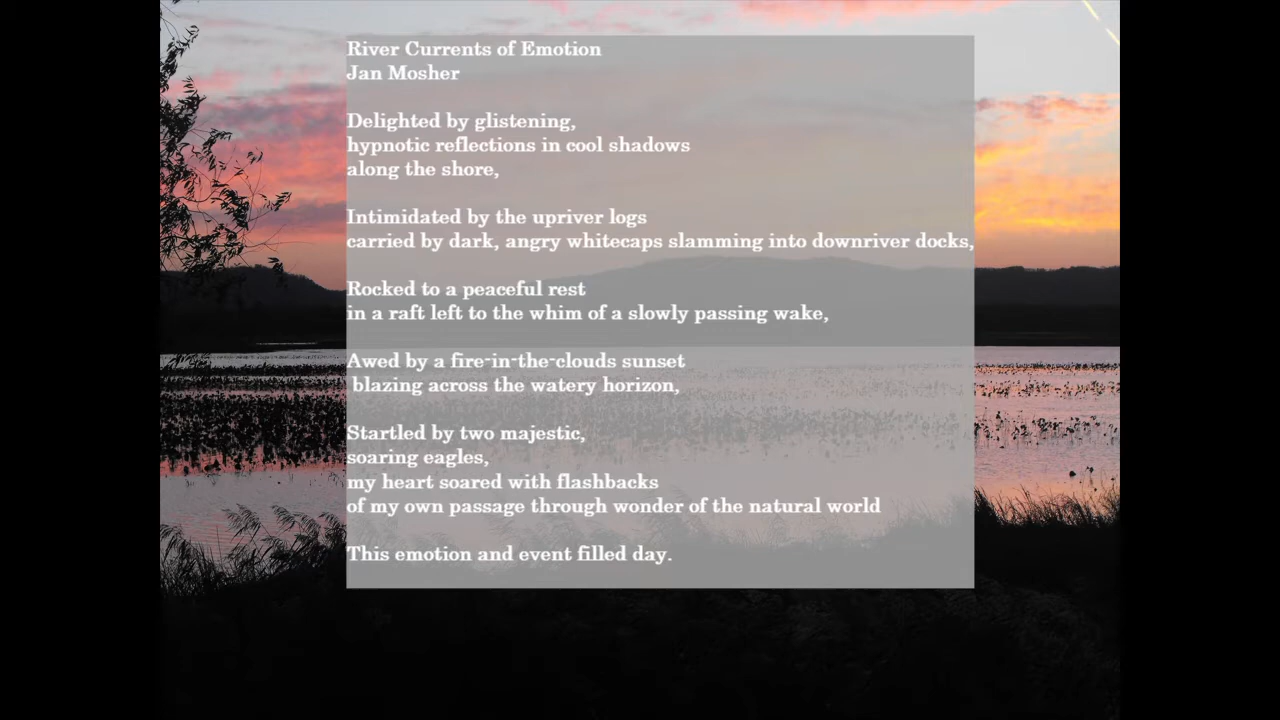 River Currents of Emotion
Jan Mosher
Delighted by glistening,
hypnotic reflections in cool shadows
along the shore,
Intimidated by the upriver logs
carried by dark, angry whitecaps slamming into downriver docks,
Rocked to a peaceful rest
in a raft left to the whim of a slowly passing wake,
Awed by a fire-in-the-clouds sunset
blazing across the watery horizon,
Startled by two majestic,
soaring eagles,
my heart soared with flashbacks
of my own passage through wonder of the natural world
This emotion and event filled day.